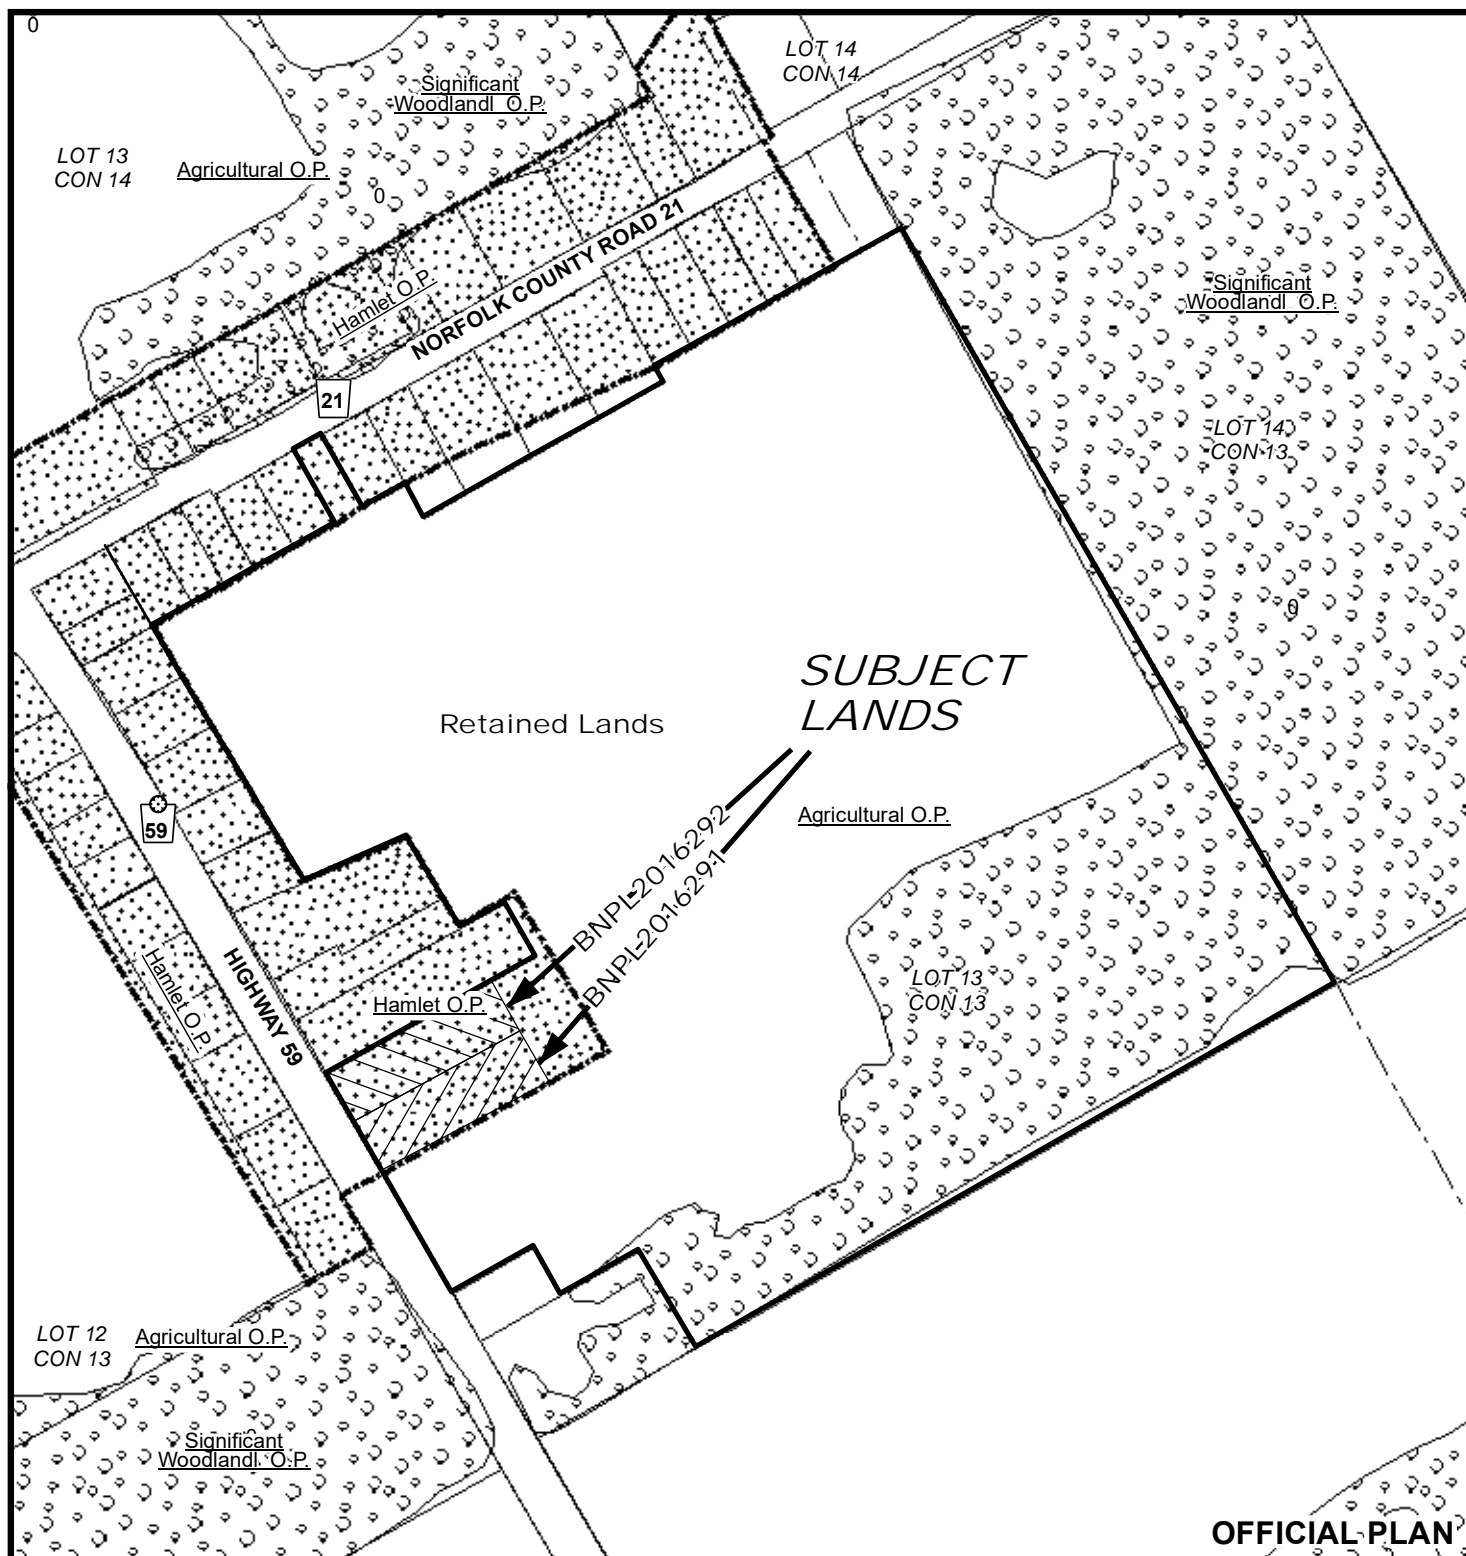 0
LOT 14
CON 14
Significant
Woodlandl O.P.
LOT 13
CON 14
Agricultural O.P.
0
Hamlet O.P.
NORFOLK COUNTY ROAD 21
21
Significant
Woodlandl O.P.
LOT 14
CON 13
0
SUBJECT
LANDS
Retained Lands
59
Agricultural O.P.
BNPL-2016292
BNPL-2016291
Hamlet O.P.
HIGHWAY 59
Hamlet O.P.
LOT 13
CON 13
LOT 12
CON 13
Agricultural O.P.
Significant
Woodlandl O.P.
OFFICIAL PLAN